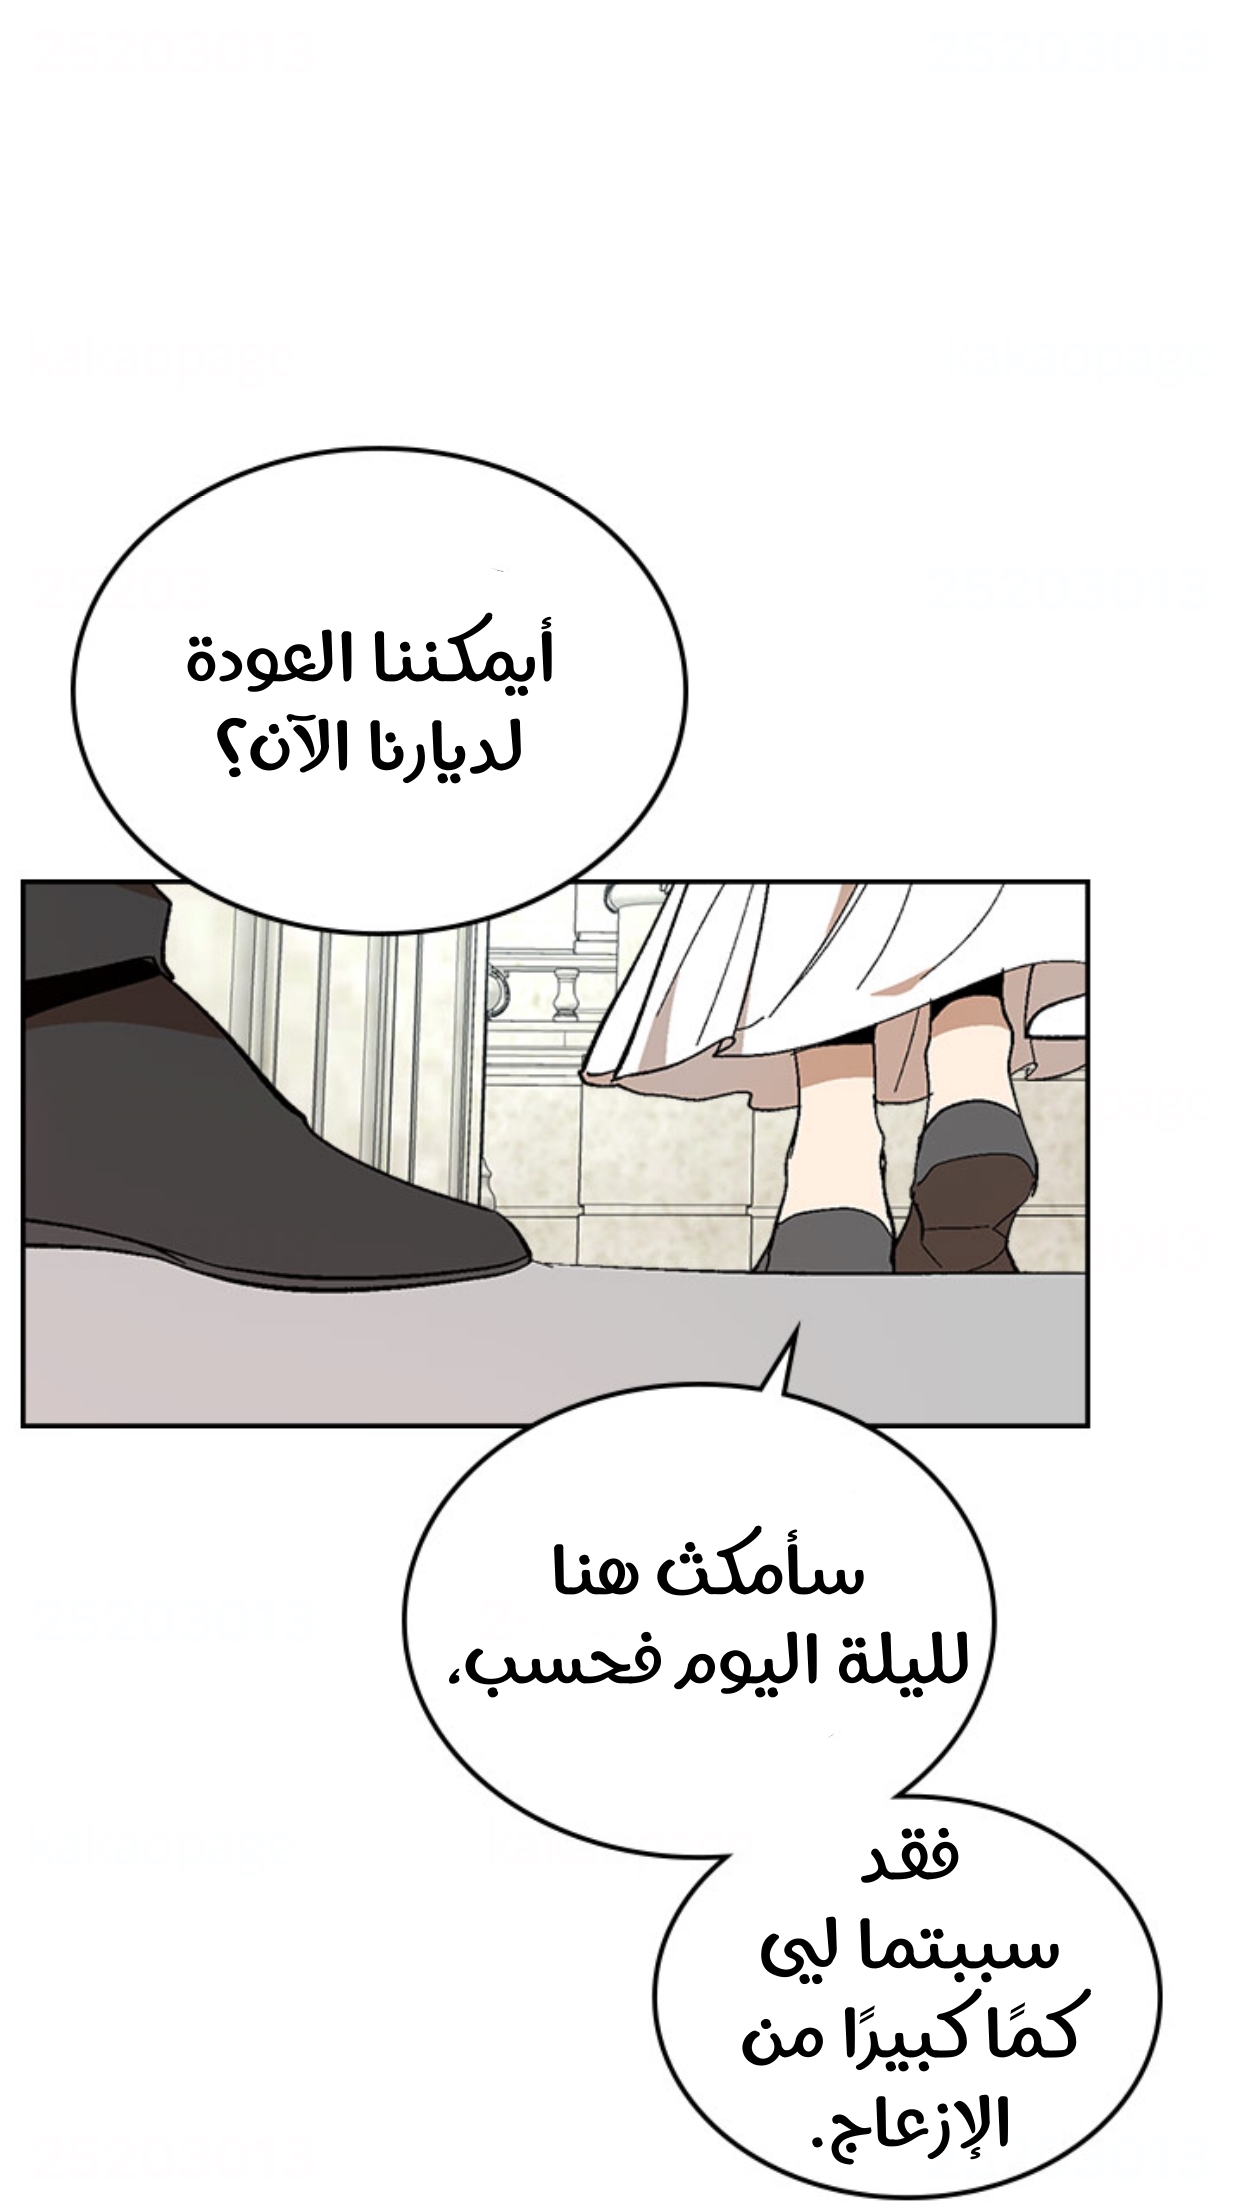 أيمكننا العودة
لديارنا الآن؟
سأمكث هنا
لليلة اليوم فحسب،
فقد
سببتما لي
كمًا كبيرًا من
الإزعاج.